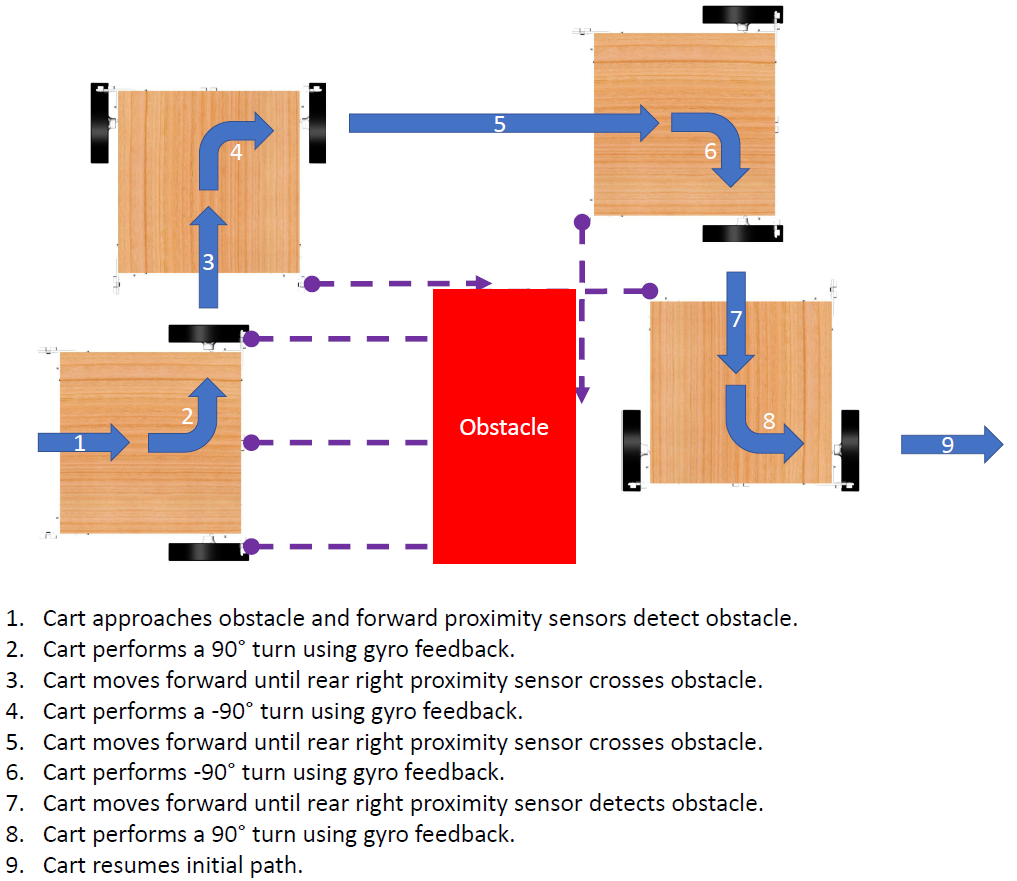 5
4
6
3
7
2
Obstacle
8
1
9
1. Cart approaches obstacle and forward proximity sensors detect obstacle.
2. Cart performs a 90° turn using gyro feedback.
3. Cart moves forward until rear right proximity sensor crosses obstacle.
4. Cart performs a -90° turn using gyro feedback.
5. Cart moves forward until rear right proximity sensor crosses obstacle.
6. Cart performs -90° turn using gyro feedback.
7. Cart moves forward until rear right proximity sensor detects obstacle.
8. Cart performs a 90° turn using gyro feedback.
9. Cart resumes initial path.